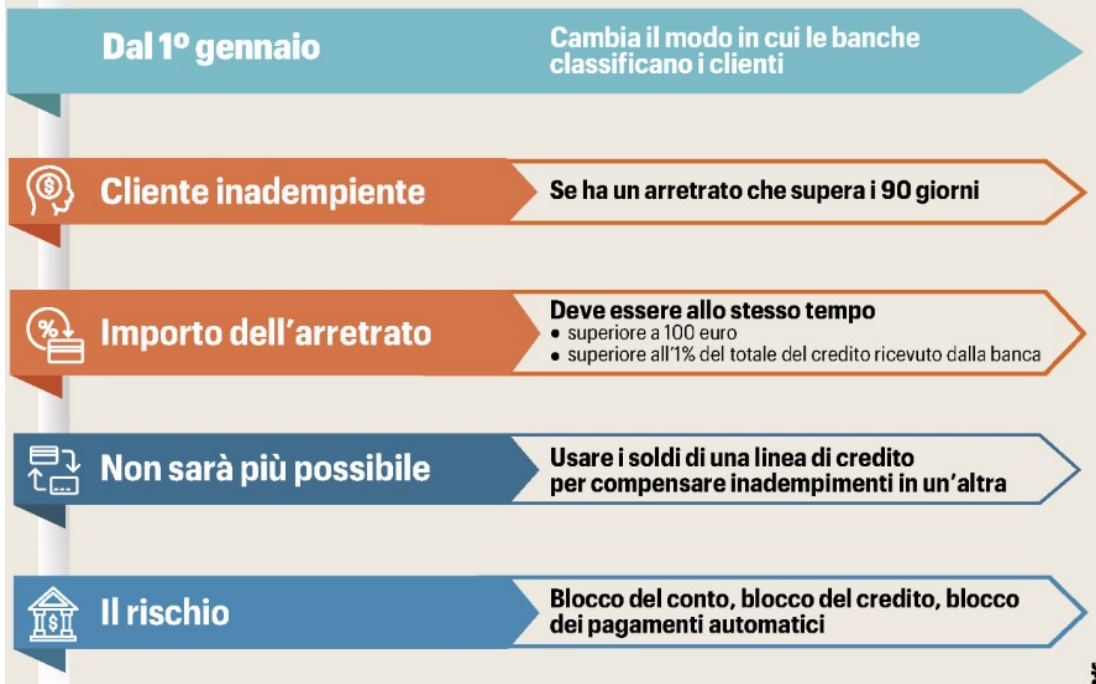 Dal 1º gennaio
Cambia il modo in cui le banche
classificano i clienti
Cliente inadempiente
Se ha un arretrato che supera i 90 giorni
Importo dell’arretrato
Deve essere allo stesso tempo
• superiore a 100 euro
• superiore all’1% del totale del credito ricevuto dalla banca
Non sarà più possibile
Usare i soldi di una linea di credito
per compensare inadempimenti in un’altra
Il rischio
Blocco del conto, blocco del credito, blocco
dei pagamenti automatici